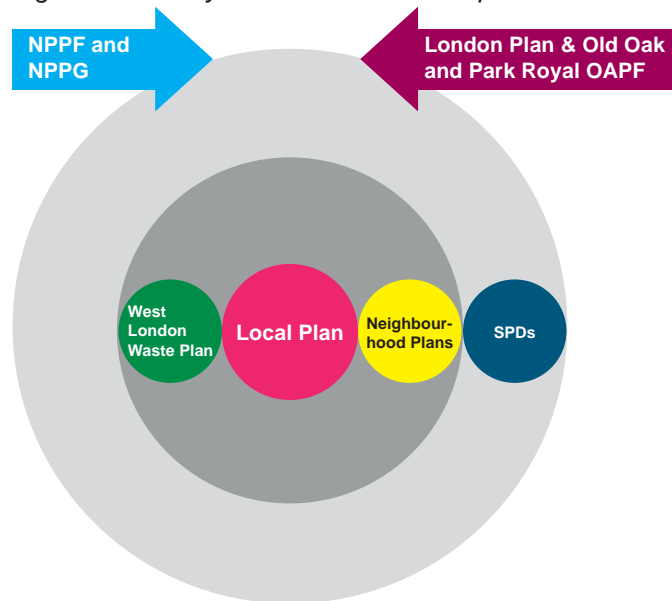 NPPF and
NPPG
London Plan & Old Oak
and Park Royal OAPF
West
London
Waste Plan
Local Plan
Neighbour-
hood Plans
SPDs